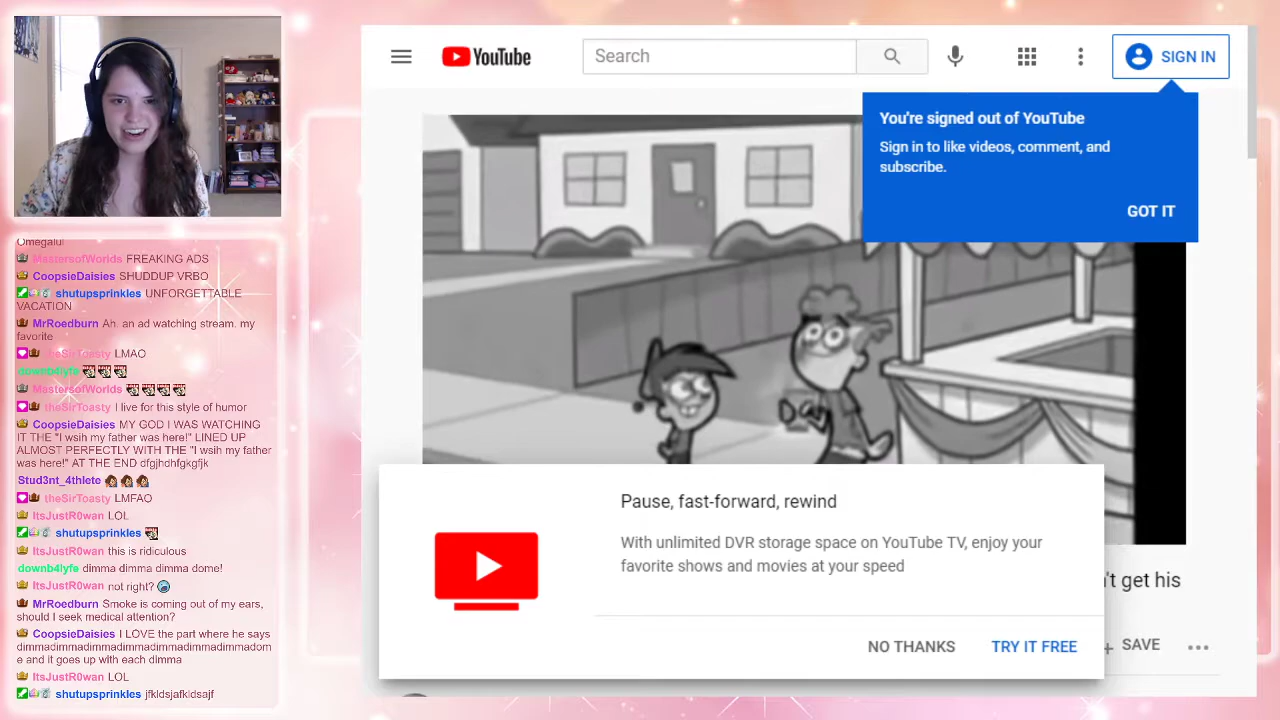 Omegalul
MastersofWorlds FREAKING ADS
CoopsieDaisies SHUDDUP VRBO
shutupsprinkles UNFORGETTABLE
VACATION
MrRoedburn Ah. an ad watching stream. my
favorite
theSirToasty LMAO
downb4lyfe
MastersofWorlds
theSirToasty I live for this style of humor
CoopsieDaisies MY GOD I WAS WATCHING
IT THE "I wsih my father was here!" LINED UP
ALMOST PERFECTLY WITH THE "I wsih my father
was here!" AT THE END dfgjhdhfgkgfjk
Stud3nt_4thlete
theSirToasty LMFAO
ItsJustR0wan LOL
shutupsprinkles
ItsJustR0wan this is ridiculous
downb4lyfe dimma dimma dimma dome!
ItsJustR0wan not right?
MrRoedburn Smoke is coming out of my ears,
should I seek medical attention?
CoopsieDaisies I LOVE the part where he says
dimmadimmadimmadimmadimmadimmadom
e and it goes up with each dimma
ItsJustR0wan LOL
shutupsprinkles jfkldsjafkldsajf
YouTube
Search
SIGN IN
You're signed out of YouTube
Sign in to like videos, comment, and
subscribe.
GOT IT
Pause, fast-forward, rewind
With unlimited DVR storage space on YouTube TV, enjoy your
favorite shows and movies at your speed
NO THANKS TRY IT FREE
't get his
SAVE